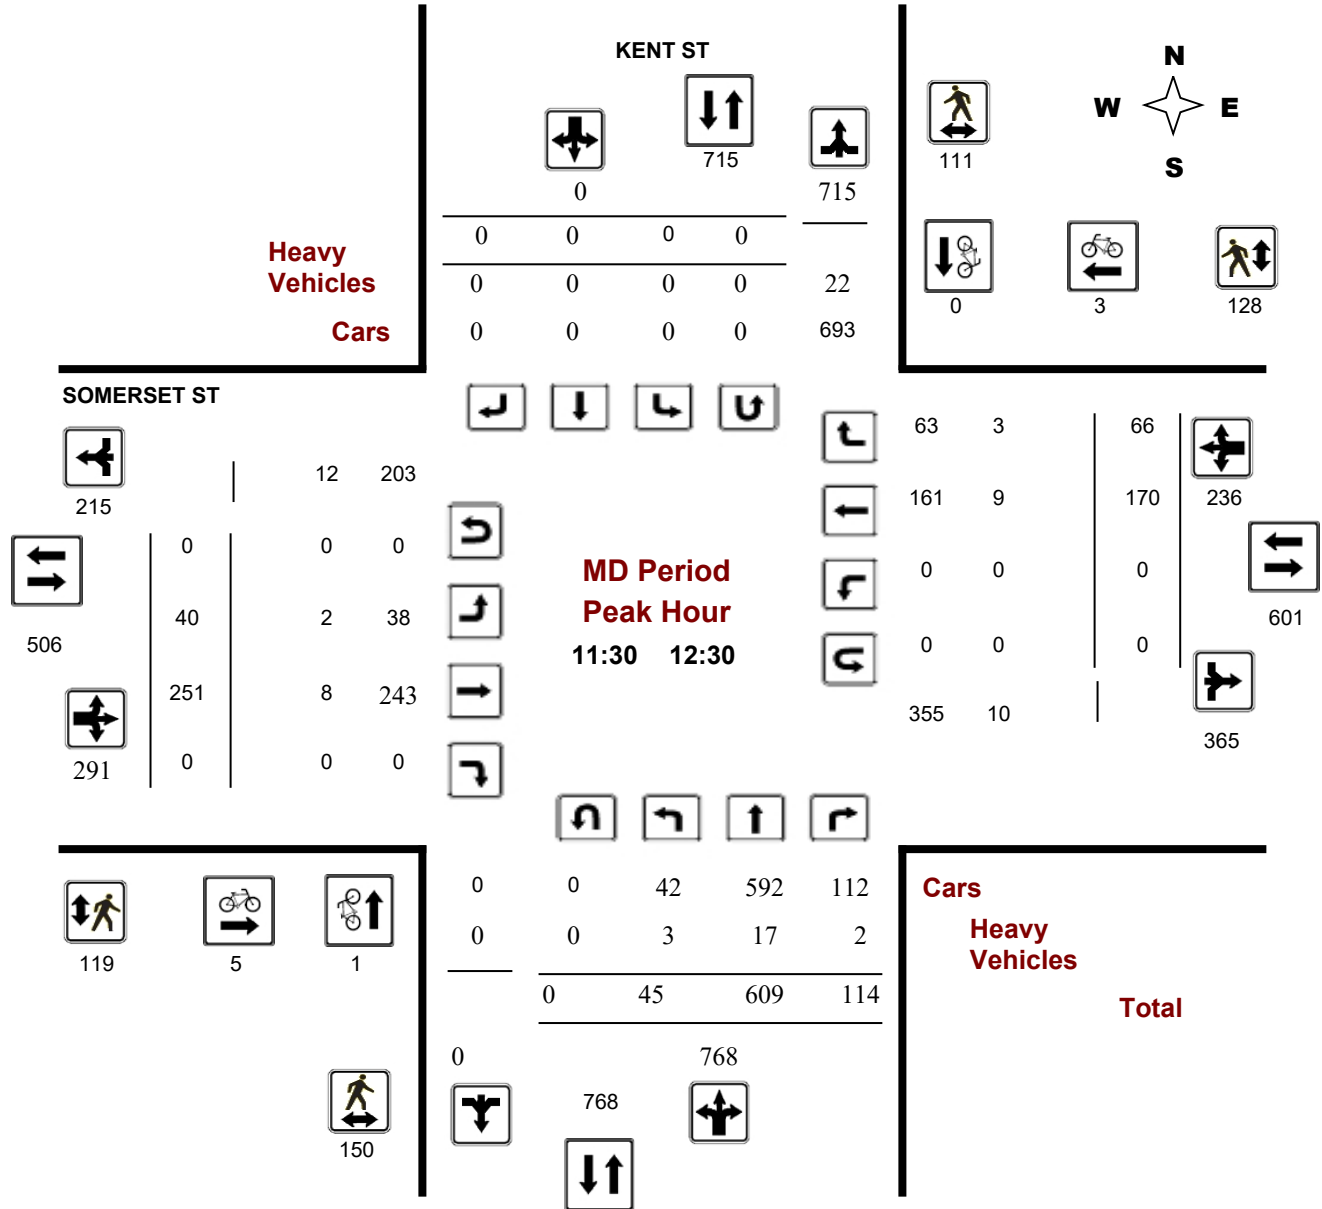 KENT ST
N
W E
S
715
111
0
715
0 0 0 0
Heavy
Vehicles
0 0 0 0 22
0 3 128
Cars
0 0 0 0 693
SOMERSET ST
63 3 66
12 203
215
161 9 170 236
0 0 0
MD Period
Peak Hour
11:30 12:30
0 0 0
601
40 2 38
506
0 0 0
251 8 243
355 10
365
291
0 0 0
0 0 42 592 112
Cars
0 0 3 17 2
Heavy
Vehicles
119 5 1
0 45 609 114
Total
0 768
768
150